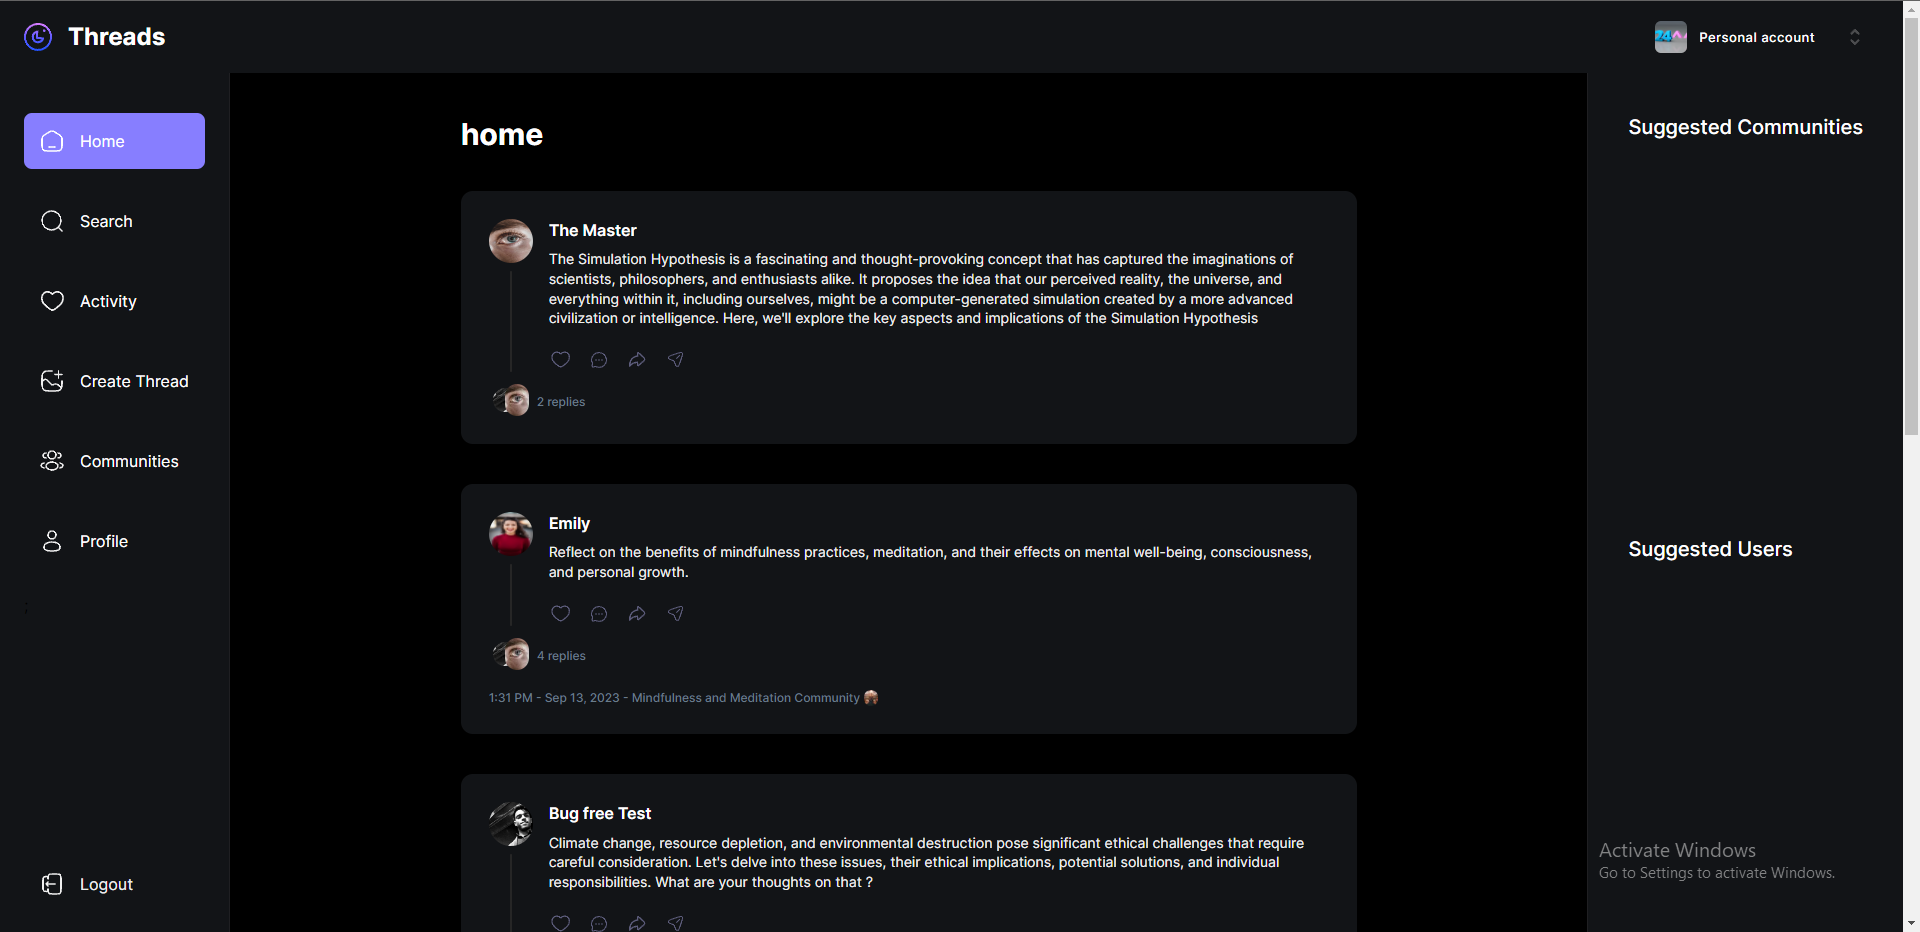 Threads
Personal account
Home
Search
Activity
Create Thread
Communities
Profile
Logout
home
The Master
The Simulation Hypothesis is a fascinating and thought-provoking concept that has captured the imaginations of
scientists, philosophers, and enthusiasts alike. It proposes the idea that our perceived reality, the universe, and
everything within it, including ourselves, might be a computer-generated simulation created by a more advanced
civilization or intelligence. Here, we'll explore the key aspects and implications of the Simulation Hypothesis
2 replies
Emily
Reflect on the benefits of mindfulness practices, meditation, and their effects on mental well-being, consciousness,
and personal growth.
4 replies
1:31 PM - Sep 13, 2023 - Mindfulness and Meditation Community
Bug free Test
Climate change, resource depletion, and environmental destruction pose significant ethical challenges that require
careful consideration. Let's delve into these issues, their ethical implications, potential solutions, and individual
responsibilities. What are your thoughts on that ?
Suggested Communities
Suggested Users
Activate Windows
Go to Settings to activate Windows.